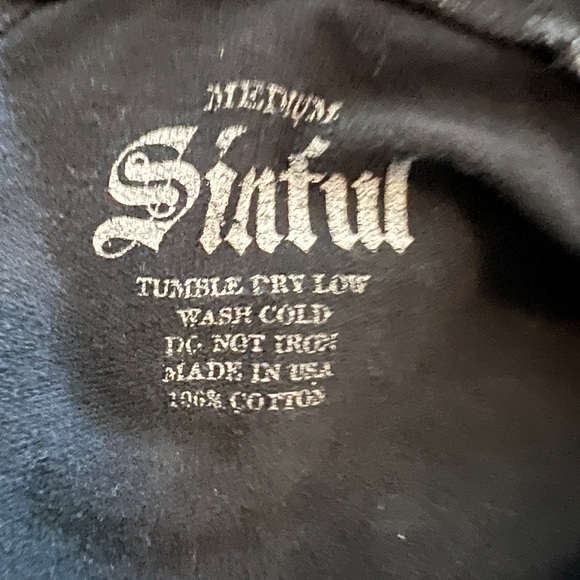 MEDIUM
Sinful
TUMBLE DRY LOW
WASH COLD
DO NOT IRON
MADE IN USA
100% COTTON